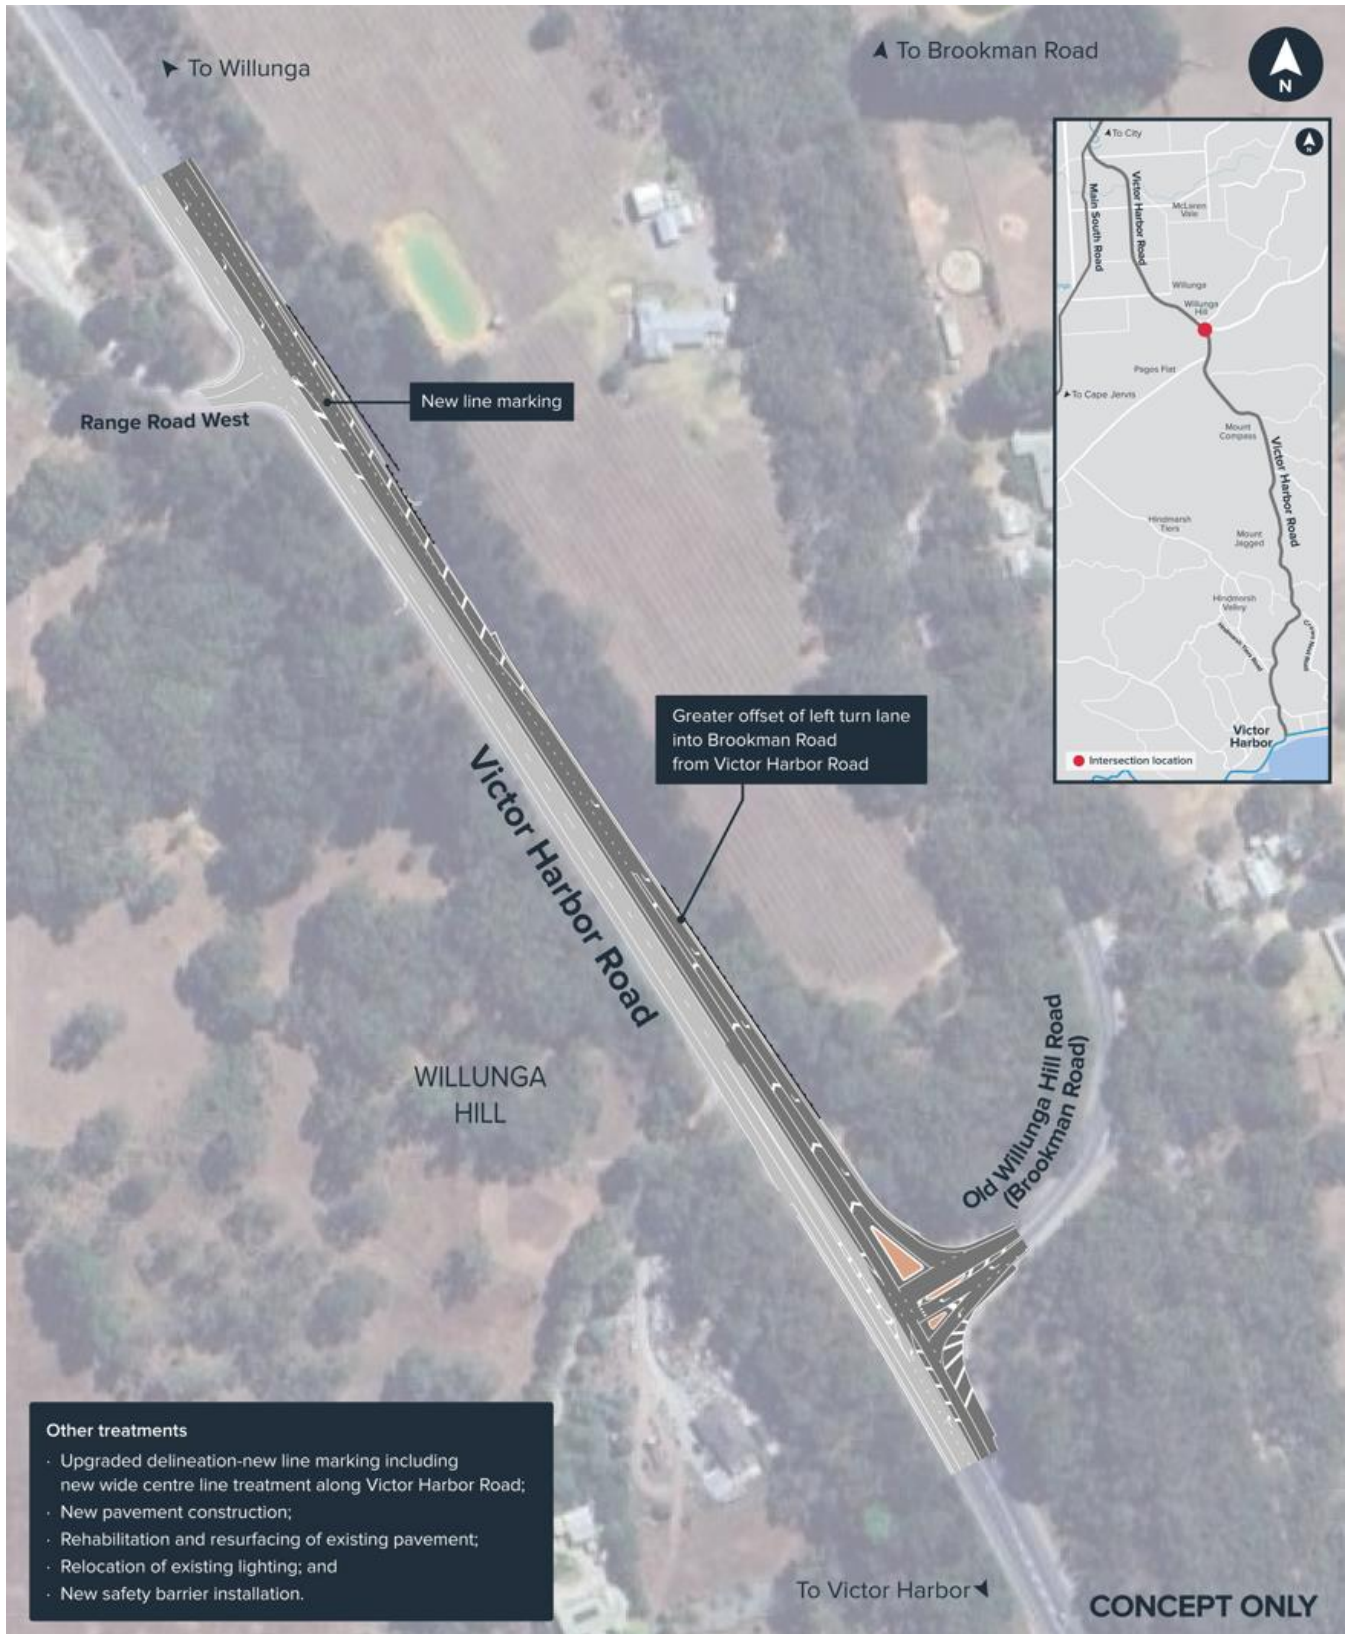 To Willunga
To Brookman Road
N
N
To City
Main South Road
Victor Harbor Road
McLaren
Vale
Willunga
Willunga
Hill
Pages Flat
To Cape Jervis
Mount
Compass
Victor Harbor Road
Hindmarsh
Tiers
Mount
Jagged
Hindmarsh
Valley
Hindmarsh Tiers Road
Victor
Harbor
Intersection location
New line marking
Range Road West
Greater offset of left turn lane
into Brookman Road
from Victor Harbor Road
Victor Harbor Road
WILLUNGA
HILL
Old Willunga Hill Road
(Brookman Road)
Other treatments
· Upgraded delineation-new line marking including
new wide centre line treatment along Victor Harbor Road;
· New pavement construction;
· Rehabilitation and resurfacing of existing pavement;
· Relocation of existing lighting; and
· New safety barrier installation.
To Victor Harbor
CONCEPT ONLY